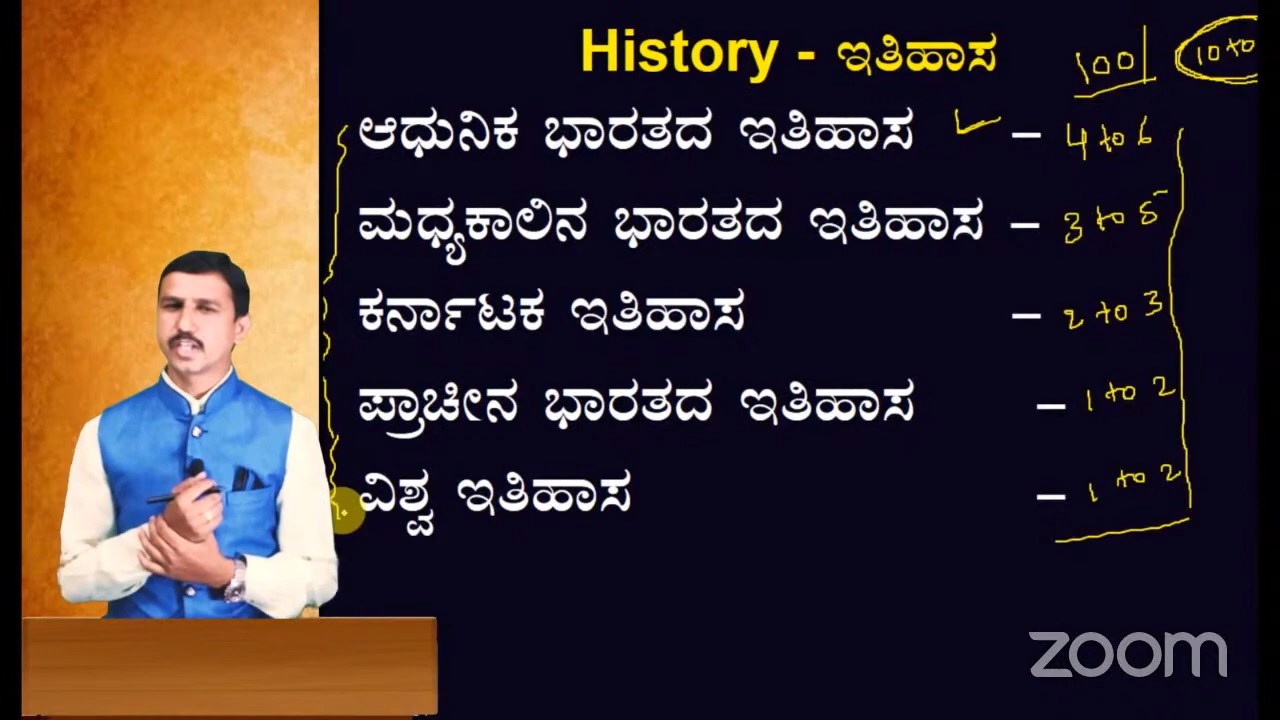 History - ಇತಿಹಾಸ 100 10 to
ಆಧುನಿಕ ಭಾರತದ ಇತಿಹಾಸ – 4 to 6
ಮಧ್ಯಕಾಲಿನ ಭಾರತದ ಇತಿಹಾಸ – 3 to 5
ಕರ್ನಾಟಕ ಇತಿಹಾಸ – 2 to 3
ಪ್ರಾಚೀನ ಭಾರತದ ಇತಿಹಾಸ – 1 to 2
ವಿಶ್ವ ಇತಿಹಾಸ – 1 to 2
zoom